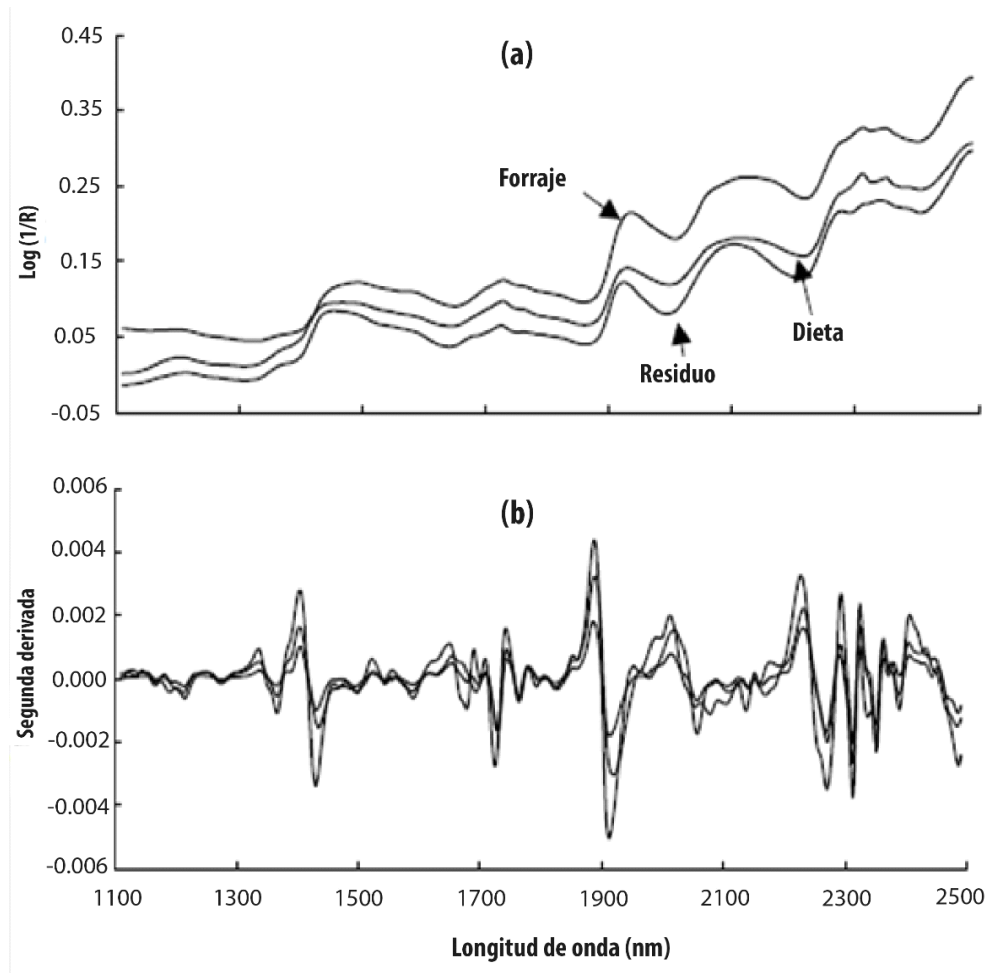 (a)
0.45
0.35
0.25
0.15
0.05
-0.05
Log (1/R)
Forraje
Dieta
Residuo
(b)
0.006
0.004
0.002
0.000
-0.002
-0.004
-0.006
Segunda derivada
1100 1300 1500 1700 1900 2100 2300 2500
Longitud de onda (nm)